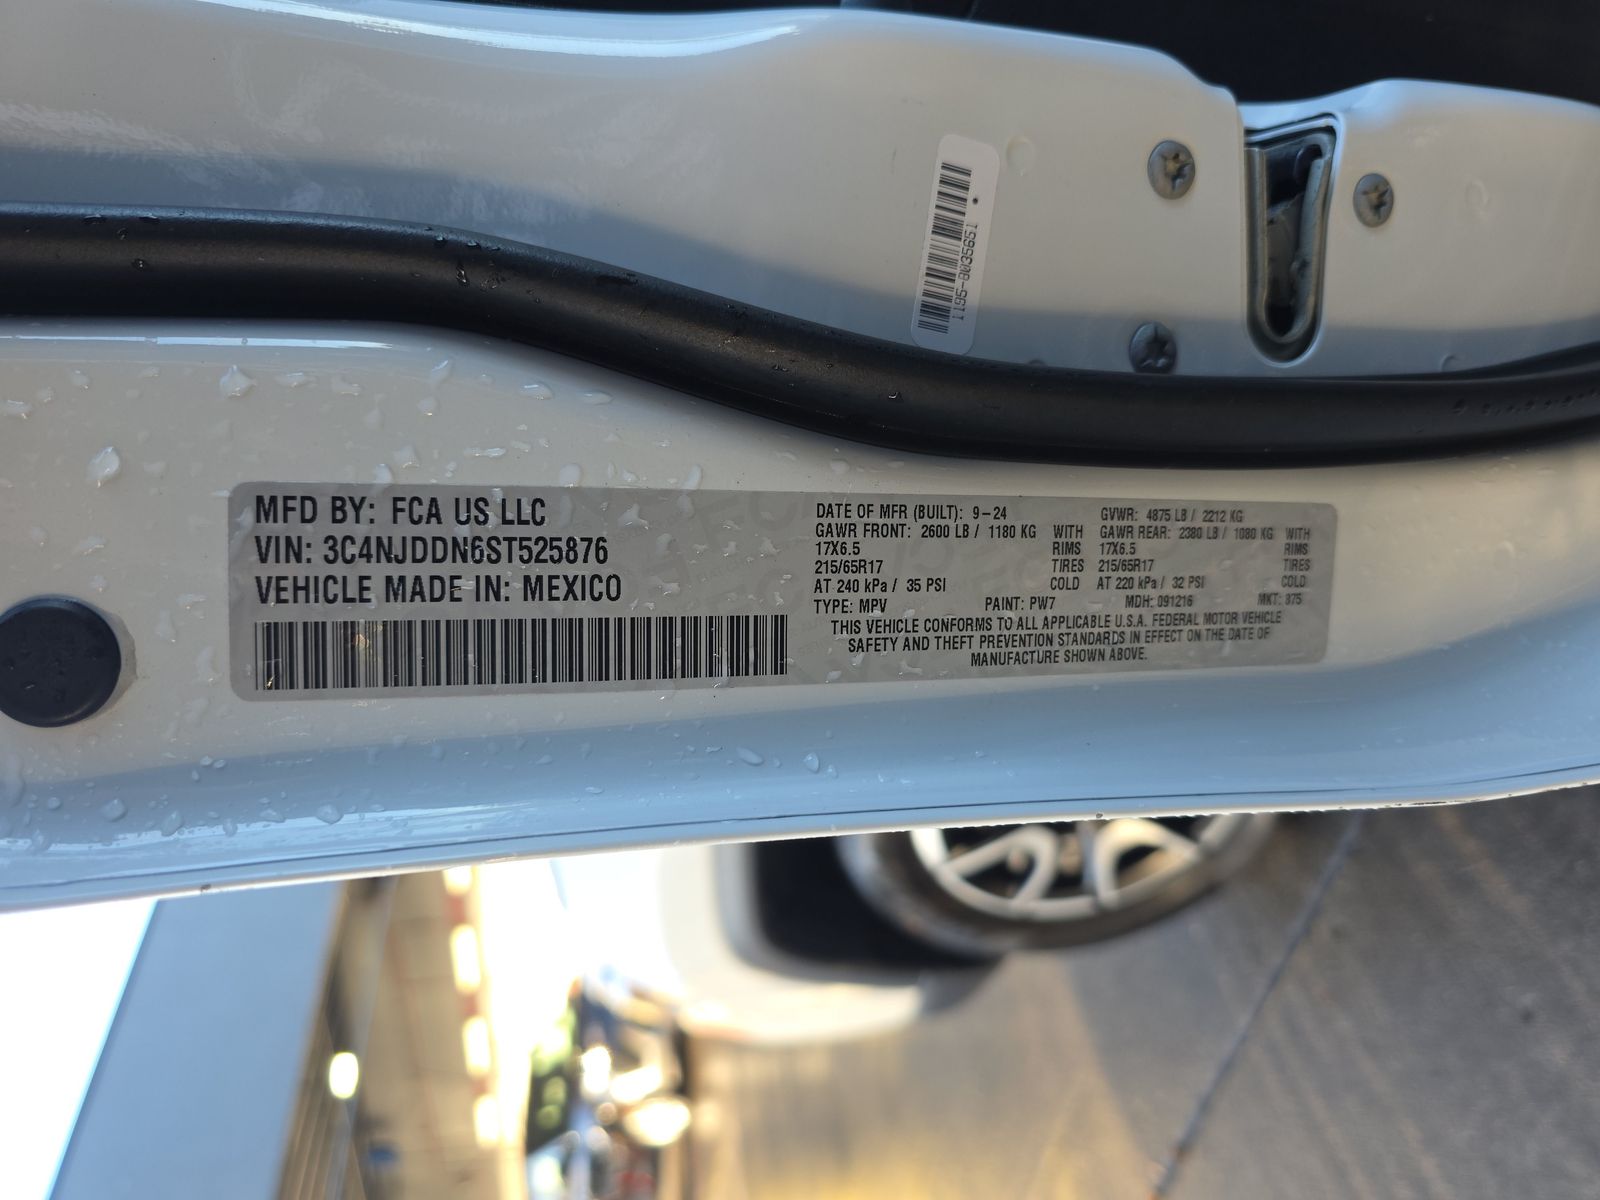 1195-8035651
MFD BY: FCA US LLC
VIN: 3C4NJDDN6ST525876
VEHICLE MADE IN: MEXICO
DATE OF MFR (BUILT): 9-24 GVWR: 4875 LB / 2212 KG
GAWR FRONT: 2600 LB / 1180 KG WITH GAWR REAR: 2380 LB / 1080 KG WITH
17X6.5 RIMS 17X6.5 RIMS
215/65R17 TIRES 215/65R17 TIRES
AT 240 kPa / 35 PSI COLD AT 220 kPa / 32 PSI COLD
TYPE: MPV PAINT: PW7 MDH: 091216 MKT: 875
THIS VEHICLE CONFORMS TO ALL APPLICABLE U.S.A. FEDERAL MOTOR VEHICLE
SAFETY AND THEFT PREVENTION STANDARDS IN EFFECT ON THE DATE OF
MANUFACTURE SHOWN ABOVE.